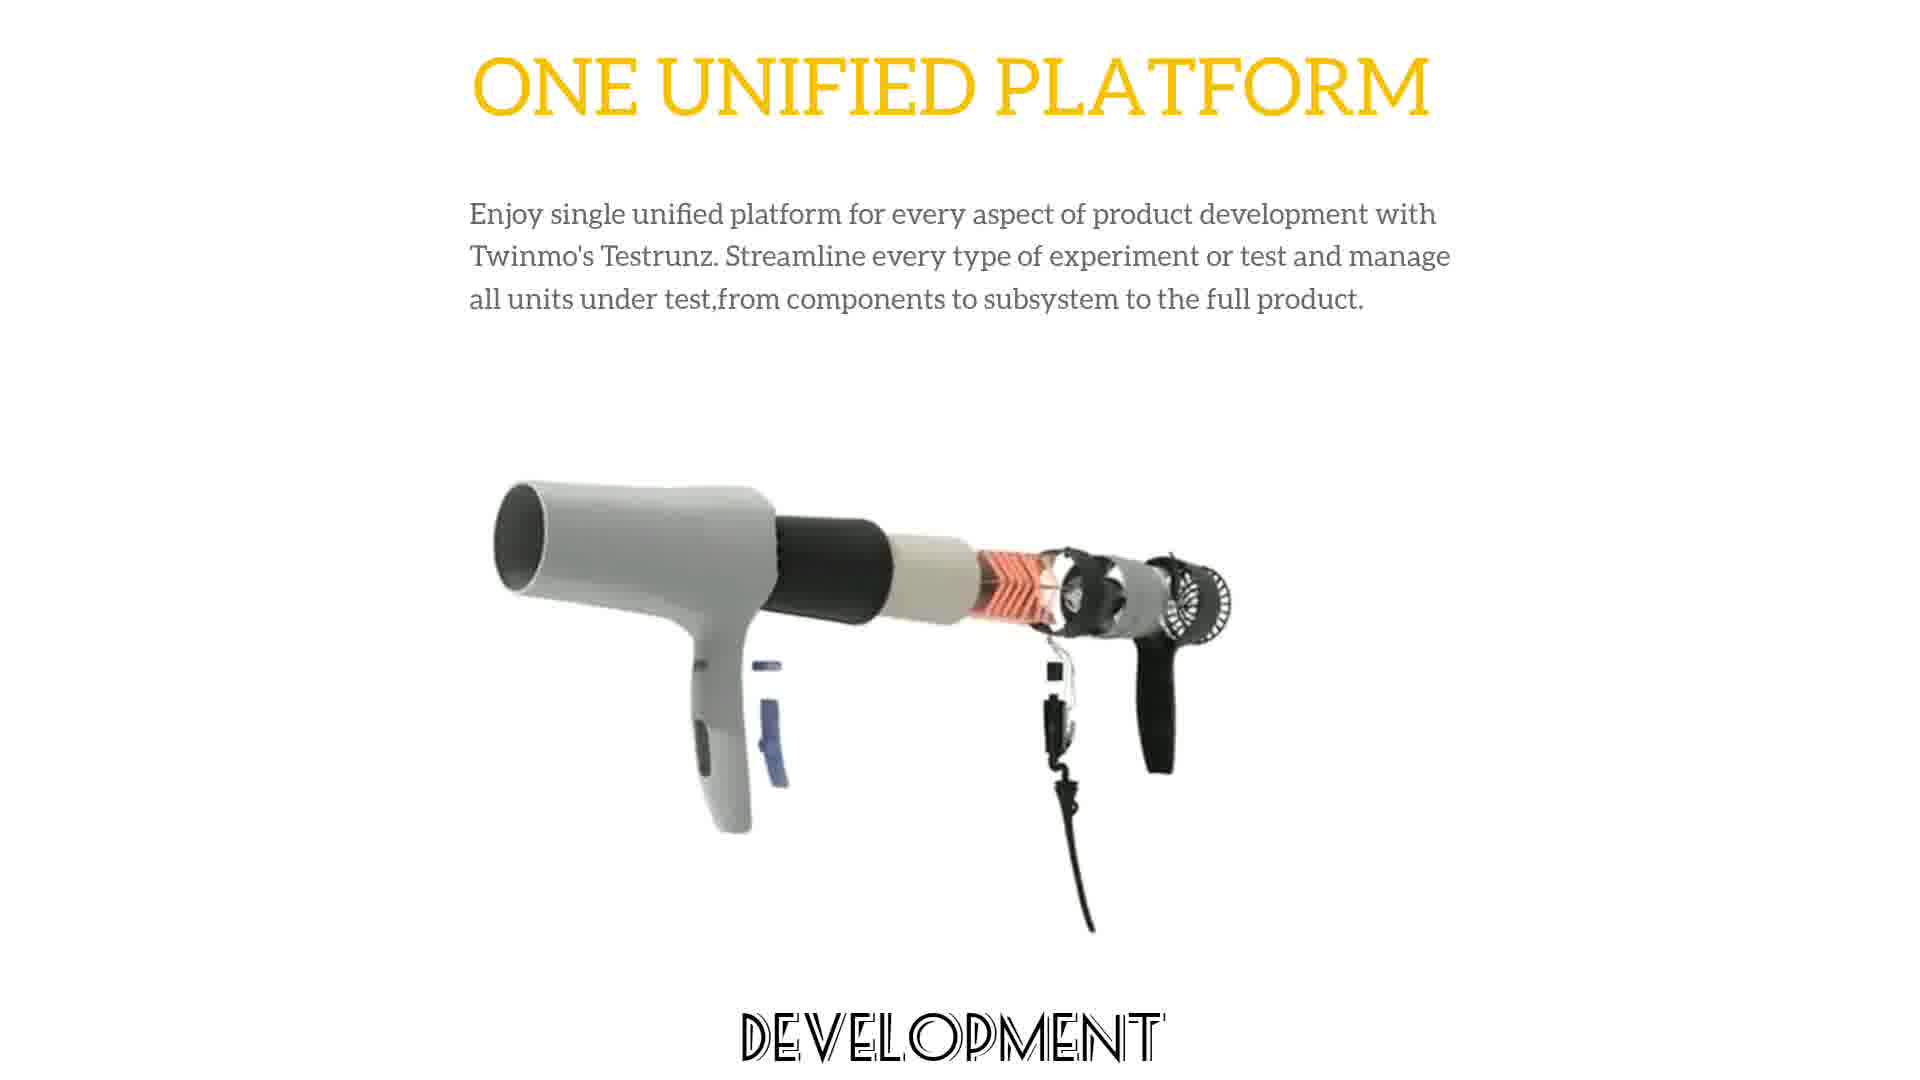 ONE UNIFIED PLATFORM
Enjoy single unified platform for every aspect of product development with
Twinmo's Testrunz. Streamline every type of experiment or test and manage
all units under test,from components to subsystem to the full product.
DEVELOPMENT